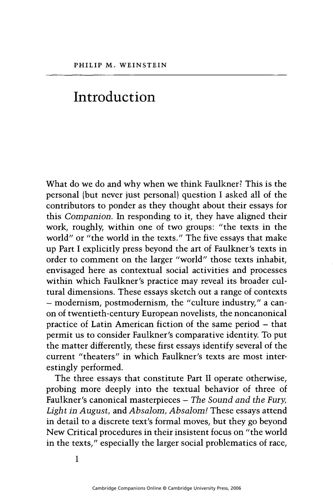 PHILIP M. WEINSTEIN
Introduction
What do we do and why when we think Faulkner? This is the
personal (but never just personal) question I asked all of the
contributors to ponder as they thought about their essays for
this Companion. In responding to it, they have aligned their
work, roughly, within one of two groups: “the texts in the
world” or “the world in the texts.” The five essays that make
up Part I explicitly press beyond the art of Faulkner’s texts in
order to comment on the larger “world” those texts inhabit,
envisaged here as contextual social activities and processes
within which Faulkner’s practice may reveal its broader cul-
tural dimensions. These essays sketch out a range of contexts
– modernism, postmodernism, the “culture industry,” a can-
on of twentieth-century European novelists, the noncanonical
practice of Latin American fiction of the same period – that
permit us to consider Faulkner’s comparative identity. To put
the matter differently, these first essays identify several of the
current “theaters” in which Faulkner’s texts are most inter-
estingly performed.
The three essays that constitute Part II operate otherwise,
probing more deeply into the textual behavior of three of
Faulkner’s canonical masterpieces – The Sound and the Fury,
Light in August, and Absalom, Absalom! These essays attend
in detail to a discrete text’s formal moves, but they go beyond
New Critical procedures in their insistent focus on “the world
in the texts,” especially the larger social problematics of race,
1
Cambridge Companions Online © Cambridge University Press, 2006